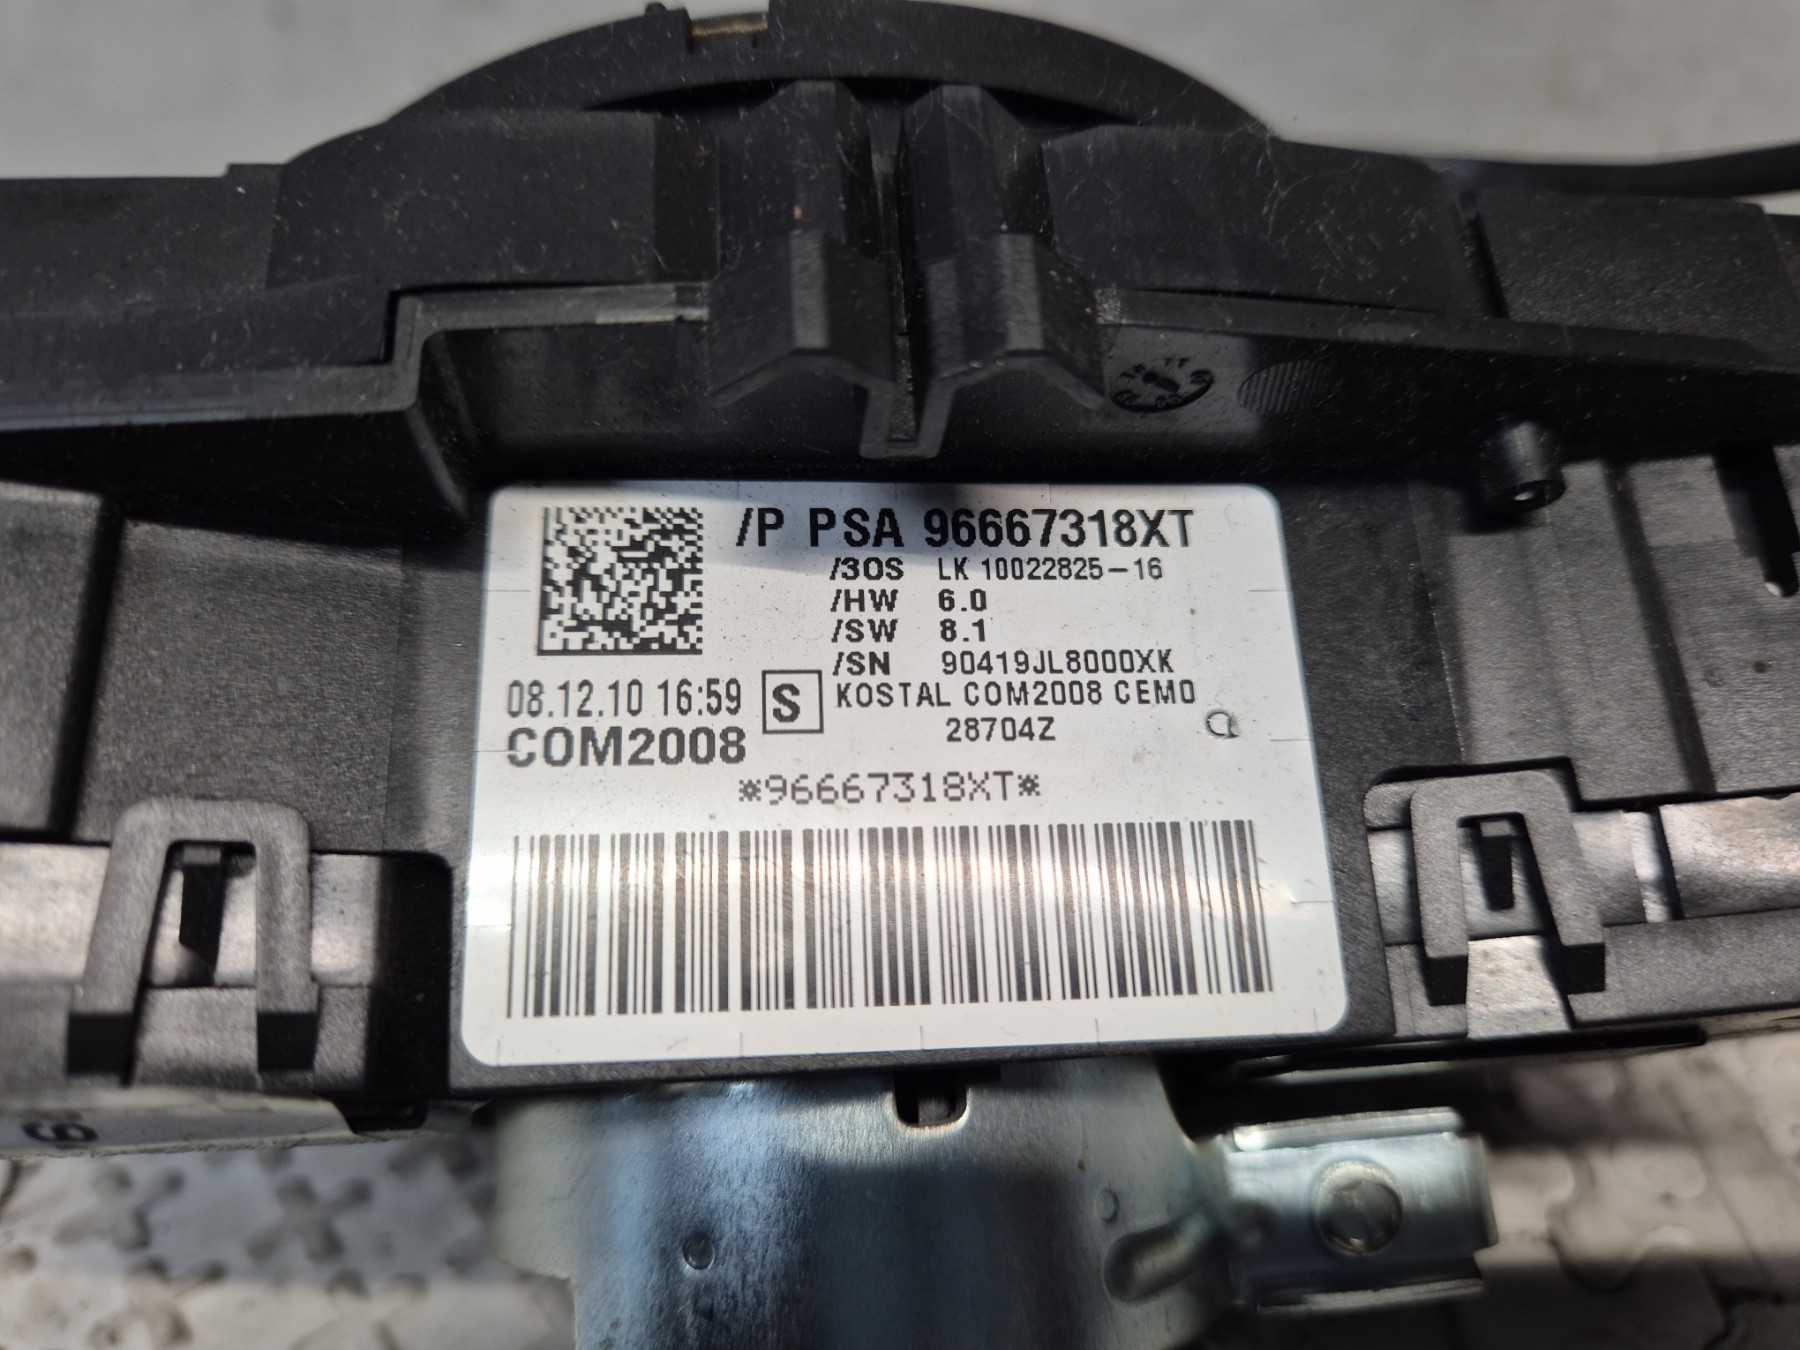 /P PSA 96667318XT
/3OS LK 10022825-16
/HW 6.0
/SW 8.1
/SN 90419JL8000XK
08.12.10 16:59 S KOSTAL COM2008 CEM0
28704Z
COM2008
*96667318XT*